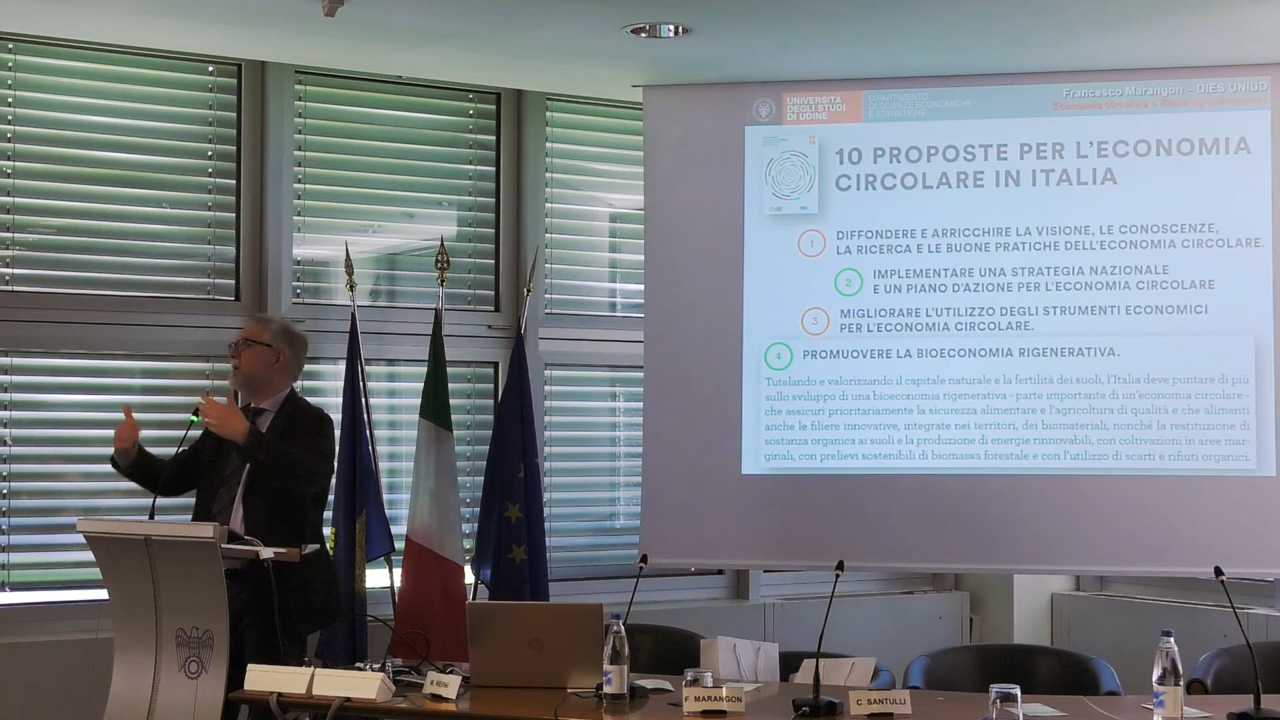 UNIVERSITÀ
DEGLI STUDI
DI UDINE
DIPARTIMENTO
DI SCIENZE ECONOMICHE
E STATISTICHE
Francesco Marangon – DIES UNIUD
Economia circolare e filiera
10 PROPOSTE PER L'ECONOMIA
CIRCOLARE IN ITALIA
1 DIFFONDERE E ARRICCHIRE LA VISIONE, LE CONOSCENZE,
LA RICERCA E LE BUONE PRATICHE DELL'ECONOMIA CIRCOLARE.
2 IMPLEMENTARE UNA STRATEGIA NAZIONALE
E UN PIANO D'AZIONE PER L'ECONOMIA CIRCOLARE
3 MIGLIORARE L'UTILIZZO DEGLI STRUMENTI ECONOMICI
PER L'ECONOMIA CIRCOLARE.
4 PROMUOVERE LA BIOECONOMIA RIGENERATIVA.
Tutelando e valorizzando il capitale naturale e la fertilità dei suoli, l'Italia deve puntare di più
sullo sviluppo di una bioeconomia rigenerativa - parte importante di un'economia circolare -
che assicuri prioritariamente la sicurezza alimentare e l'agricoltura di qualità e che alimenti
anche le filiere innovative, integrate nei territori, dei biomateriali, nonché la restituzione di
sostanza organica ai suoli e la produzione di energie rinnovabili, con coltivazioni in aree mar-
ginali, con prelievi sostenibili di biomassa forestale e con l'utilizzo di scarti e rifiuti organici.
F. MARANGON
C. SANTULLI